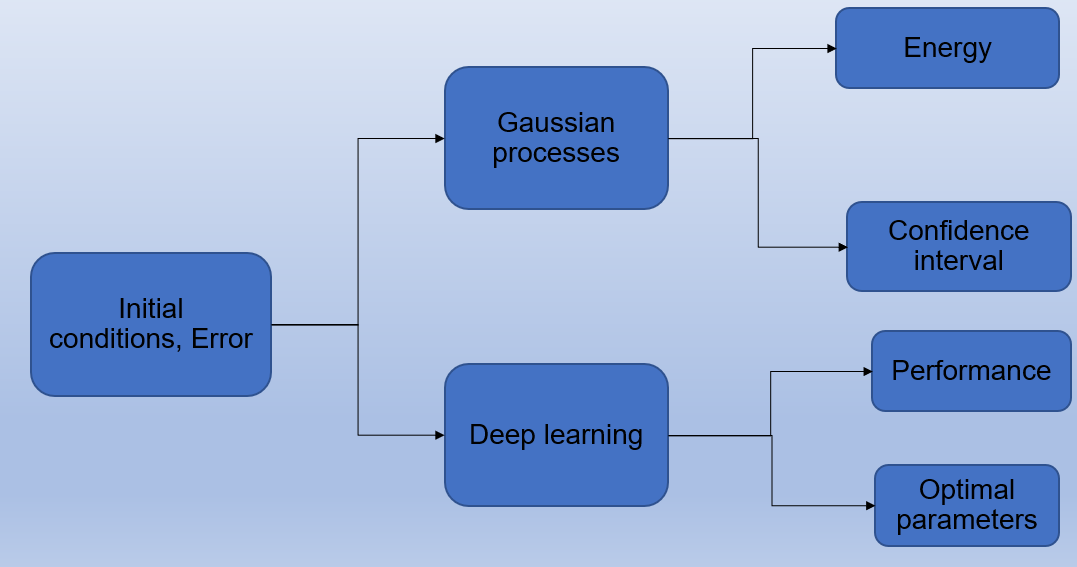 Energy
Gaussian
processes
Confidence
interval
Initial
conditions, Error
Performance
Deep learning
Optimal
parameters